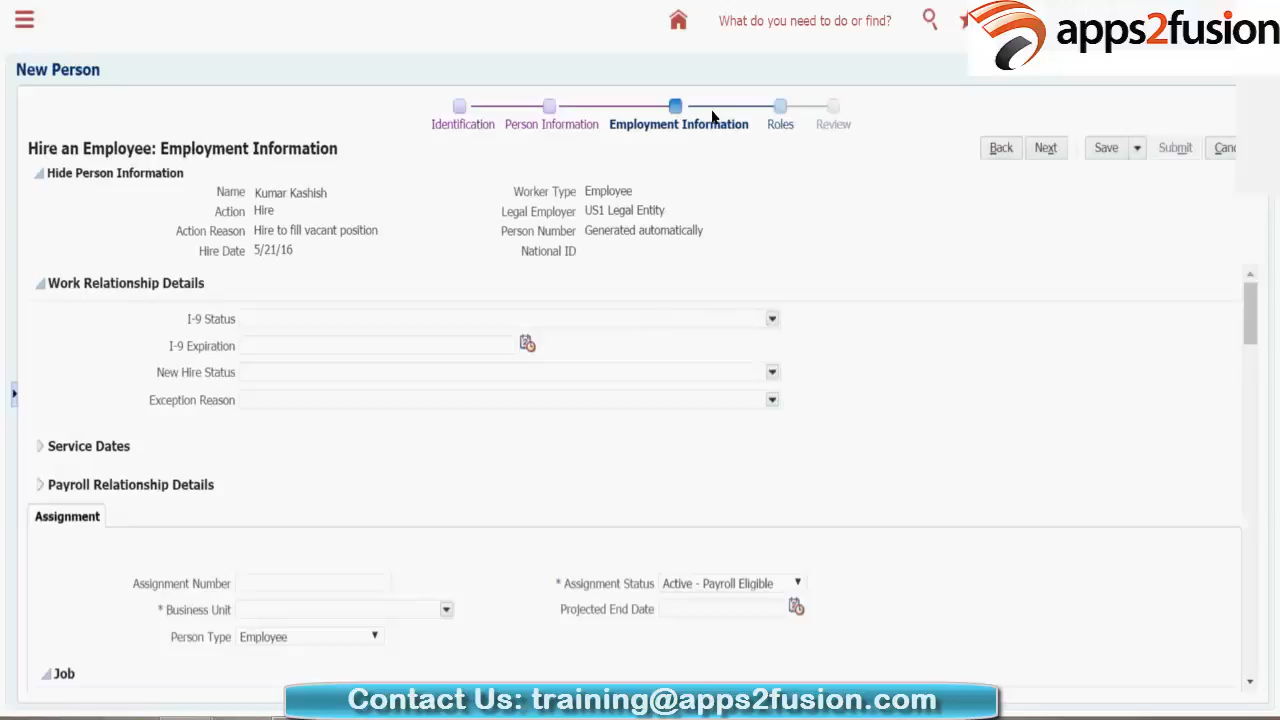 What do you need to do or find?
apps2fusion
New Person
Identification Person Information Employment Information Roles Review
Hire an Employee: Employment Information
Back Next Save Submit Canc
Hide Person Information
Name Kumar Kashish Worker Type Employee
Action Hire Legal Employer US1 Legal Entity
Action Reason Hire to fill vacant position Person Number Generated automatically
Hire Date 5/21/16 National ID
Work Relationship Details
I-9 Status
I-9 Expiration
New Hire Status
Exception Reason
Service Dates
Payroll Relationship Details
Assignment
Assignment Number * Assignment Status Active - Payroll Eligible
* Business Unit Projected End Date
Person Type Employee
Job
Contact Us: training@apps2fusion.com